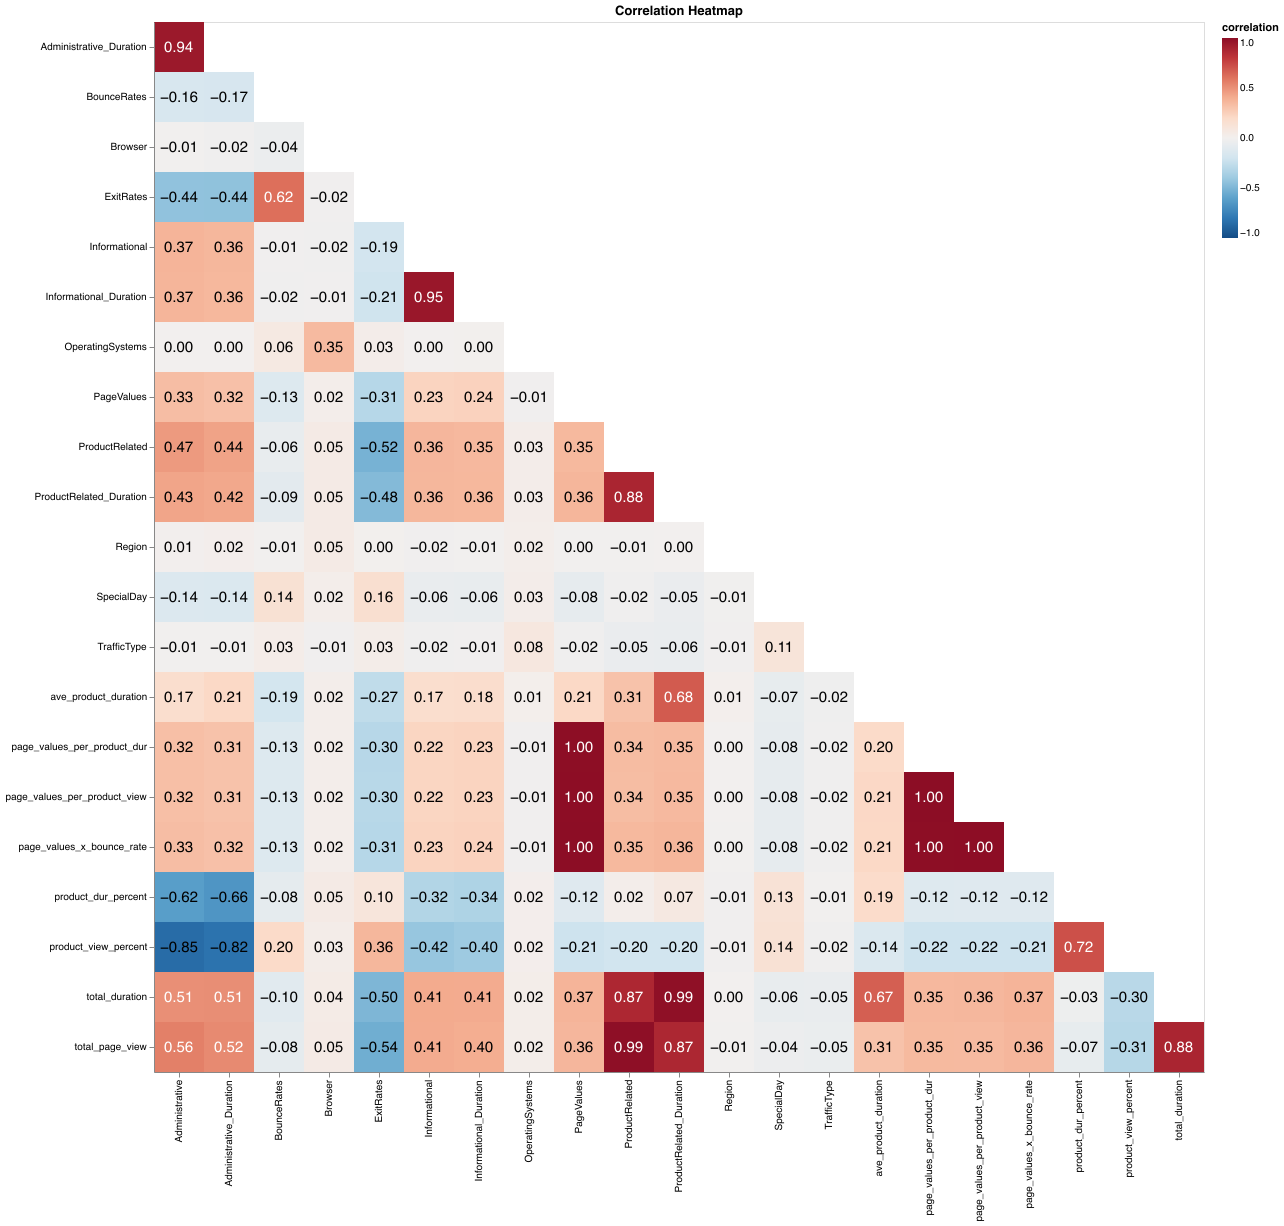 Correlation Heatmap
correlation
1.0
0.5
0.0
−0.5
−1.0
Administrative_Duration 0.94
BounceRates −0.16 −0.17
Browser −0.01 −0.02 −0.04
ExitRates −0.44 −0.44 0.62 −0.02
Informational 0.37 0.36 −0.01 −0.02 −0.19
Informational_Duration 0.37 0.36 −0.02 −0.01 −0.21 0.95
OperatingSystems 0.00 0.00 0.06 0.35 0.03 0.00 0.00
PageValues 0.33 0.32 −0.13 0.02 −0.31 0.23 0.24 −0.01
ProductRelated 0.47 0.44 −0.06 0.05 −0.52 0.36 0.35 0.03 0.35
ProductRelated_Duration 0.43 0.42 −0.09 0.05 −0.48 0.36 0.36 0.03 0.36 0.88
Region 0.01 0.02 −0.01 0.05 0.00 −0.02 −0.01 0.02 0.00 −0.01 0.00
SpecialDay −0.14 −0.14 0.14 0.02 0.16 −0.06 −0.06 0.03 −0.08 −0.02 −0.05 −0.01
TrafficType −0.01 −0.01 0.03 −0.01 0.03 −0.02 −0.01 0.08 −0.02 −0.05 −0.06 −0.01 0.11
ave_product_duration 0.17 0.21 −0.19 0.02 −0.27 0.17 0.18 0.01 0.21 0.31 0.68 0.01 −0.07 −0.02
page_values_per_product_dur 0.32 0.31 −0.13 0.02 −0.30 0.22 0.23 −0.01 1.00 0.34 0.35 0.00 −0.08 −0.02 0.20
page_values_per_product_view 0.32 0.31 −0.13 0.02 −0.30 0.22 0.23 −0.01 1.00 0.34 0.35 0.00 −0.08 −0.02 0.21 1.00
page_values_x_bounce_rate 0.33 0.32 −0.13 0.02 −0.31 0.23 0.24 −0.01 1.00 0.35 0.36 0.00 −0.08 −0.02 0.21 1.00 1.00
product_dur_percent −0.62 −0.66 −0.08 0.05 0.10 −0.32 −0.34 0.02 −0.12 0.02 0.07 −0.01 0.13 −0.01 0.19 −0.12 −0.12 −0.12
product_view_percent −0.85 −0.82 0.20 0.03 0.36 −0.42 −0.40 0.02 −0.21 −0.20 −0.20 −0.01 0.14 −0.02 −0.14 −0.22 −0.22 −0.21 0.72
total_duration 0.51 0.51 −0.10 0.04 −0.50 0.41 0.41 0.02 0.37 0.87 0.99 0.00 −0.06 −0.05 0.67 0.35 0.36 0.37 −0.03 −0.30
total_page_view 0.56 0.52 −0.08 0.05 −0.54 0.41 0.40 0.02 0.36 0.99 0.87 −0.01 −0.04 −0.05 0.31 0.35 0.35 0.36 −0.07 −0.31 0.88
Administrative
Administrative_Duration
BounceRates
Browser
ExitRates
Informational
Informational_Duration
OperatingSystems
PageValues
ProductRelated
ProductRelated_Duration
Region
SpecialDay
TrafficType
ave_product_duration
page_values_per_product_dur
page_values_per_product_view
page_values_x_bounce_rate
product_dur_percent
product_view_percent
total_duration